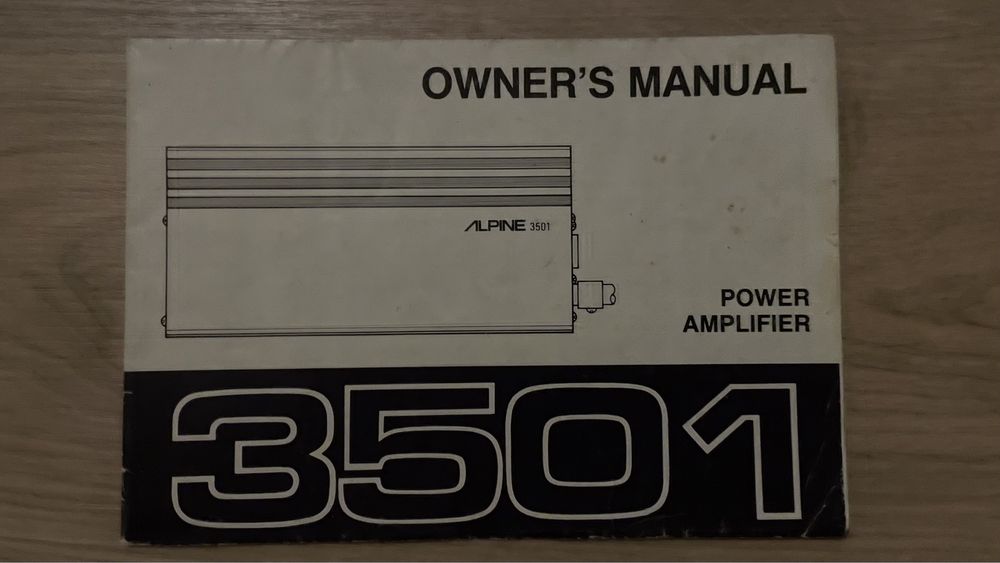 OWNER'S MANUAL
ALPINE 3501
POWER
AMPLIFIER
3501